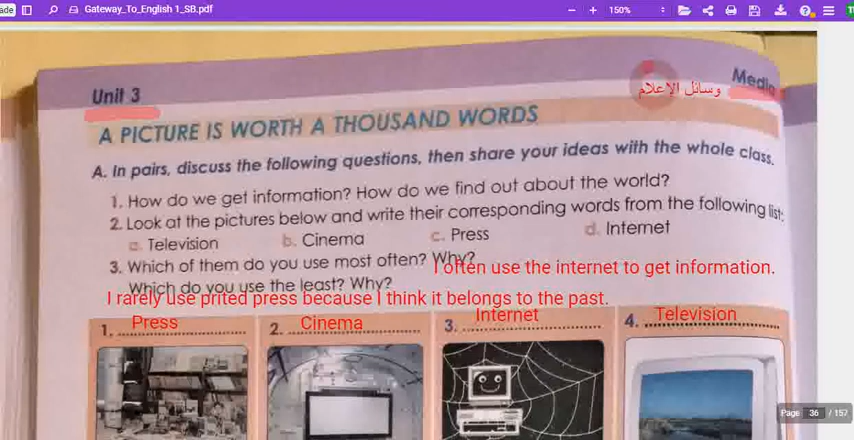 Gateway_To_English 1_SB.pdf
150%
Unit 3
Media
وسائل الإعلام
A PICTURE IS WORTH A THOUSAND WORDS
A. In pairs, discuss the following questions, then share your ideas with the whole class.
1. How do we get information? How do we find out about the world?
2. Look at the pictures below and write their corresponding words from the following list:
a. Television b. Cinema c. Press d. Internet
3. Which of them do you use most often? Why?
I often use the internet to get information.
Which do you use the least? Why?
I rarely use prited press because I think it belongs to the past.
1. Press 2. Cinema 3. Internet 4. Television
Page 36 / 157